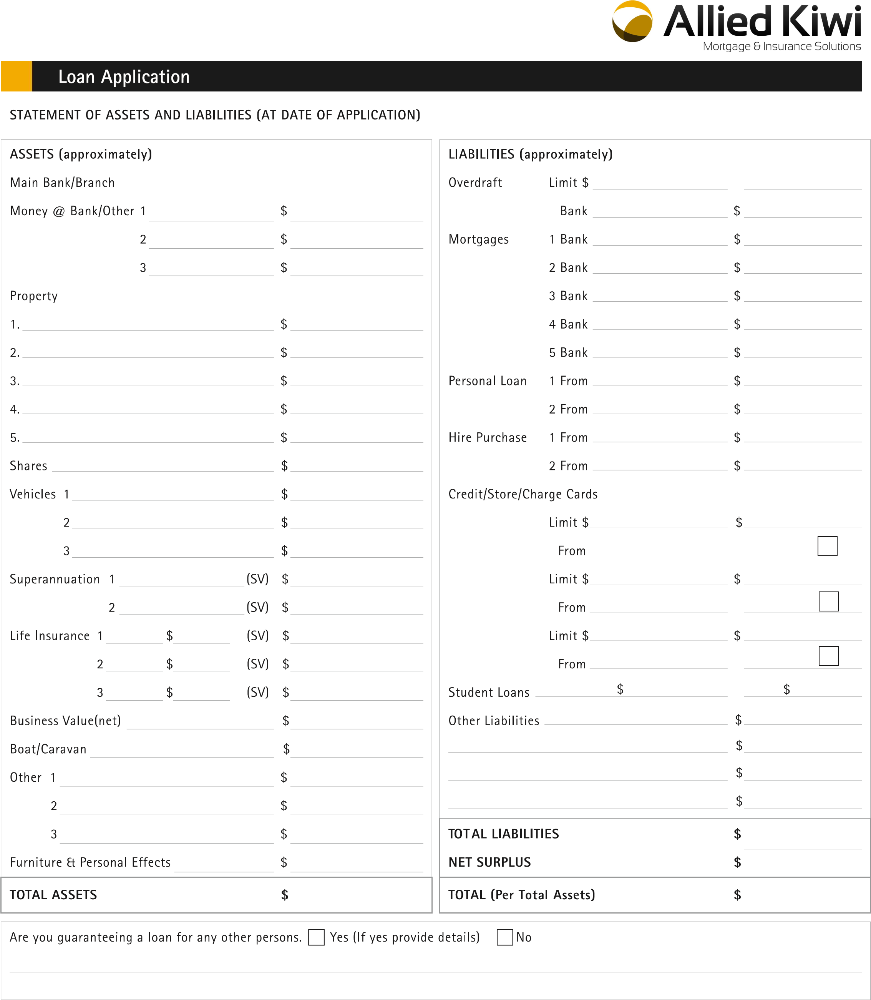 Allied Kiwi
Mortgage & Insurance Solutions
Loan Application
STATEMENT OF ASSETS AND LIABILITIES (AT DATE OF APPLICATION)
ASSETS (approximately)
Main Bank/Branch
Money @ Bank/Other 1 $
2 $
3 $
Property
1. $
2. $
3. $
4. $
5. $
Shares $
Vehicles 1 $
2 $
3 $
Superannuation 1 (SV) $
2 (SV) $
Life Insurance 1 $ (SV) $
2 $ (SV) $
3 $ (SV) $
Business Value(net) $
Boat/Caravan $
Other 1 $
2 $
3 $
Furniture & Personal Effects $
TOTAL ASSETS $
LIABILITIES (approximately)
Overdraft Limit $
Bank $
Mortgages 1 Bank $
2 Bank $
3 Bank $
4 Bank $
5 Bank $
Personal Loan 1 From $
2 From $
Hire Purchase 1 From $
2 From $
Credit/Store/Charge Cards
Limit $ $
From
Limit $ $
From
Limit $ $
From
Student Loans $ $
Other Liabilities $
$
$
$
TOTAL LIABILITIES $
NET SURPLUS $
TOTAL (Per Total Assets) $
Are you guaranteeing a loan for any other persons. Yes (If yes provide details) No